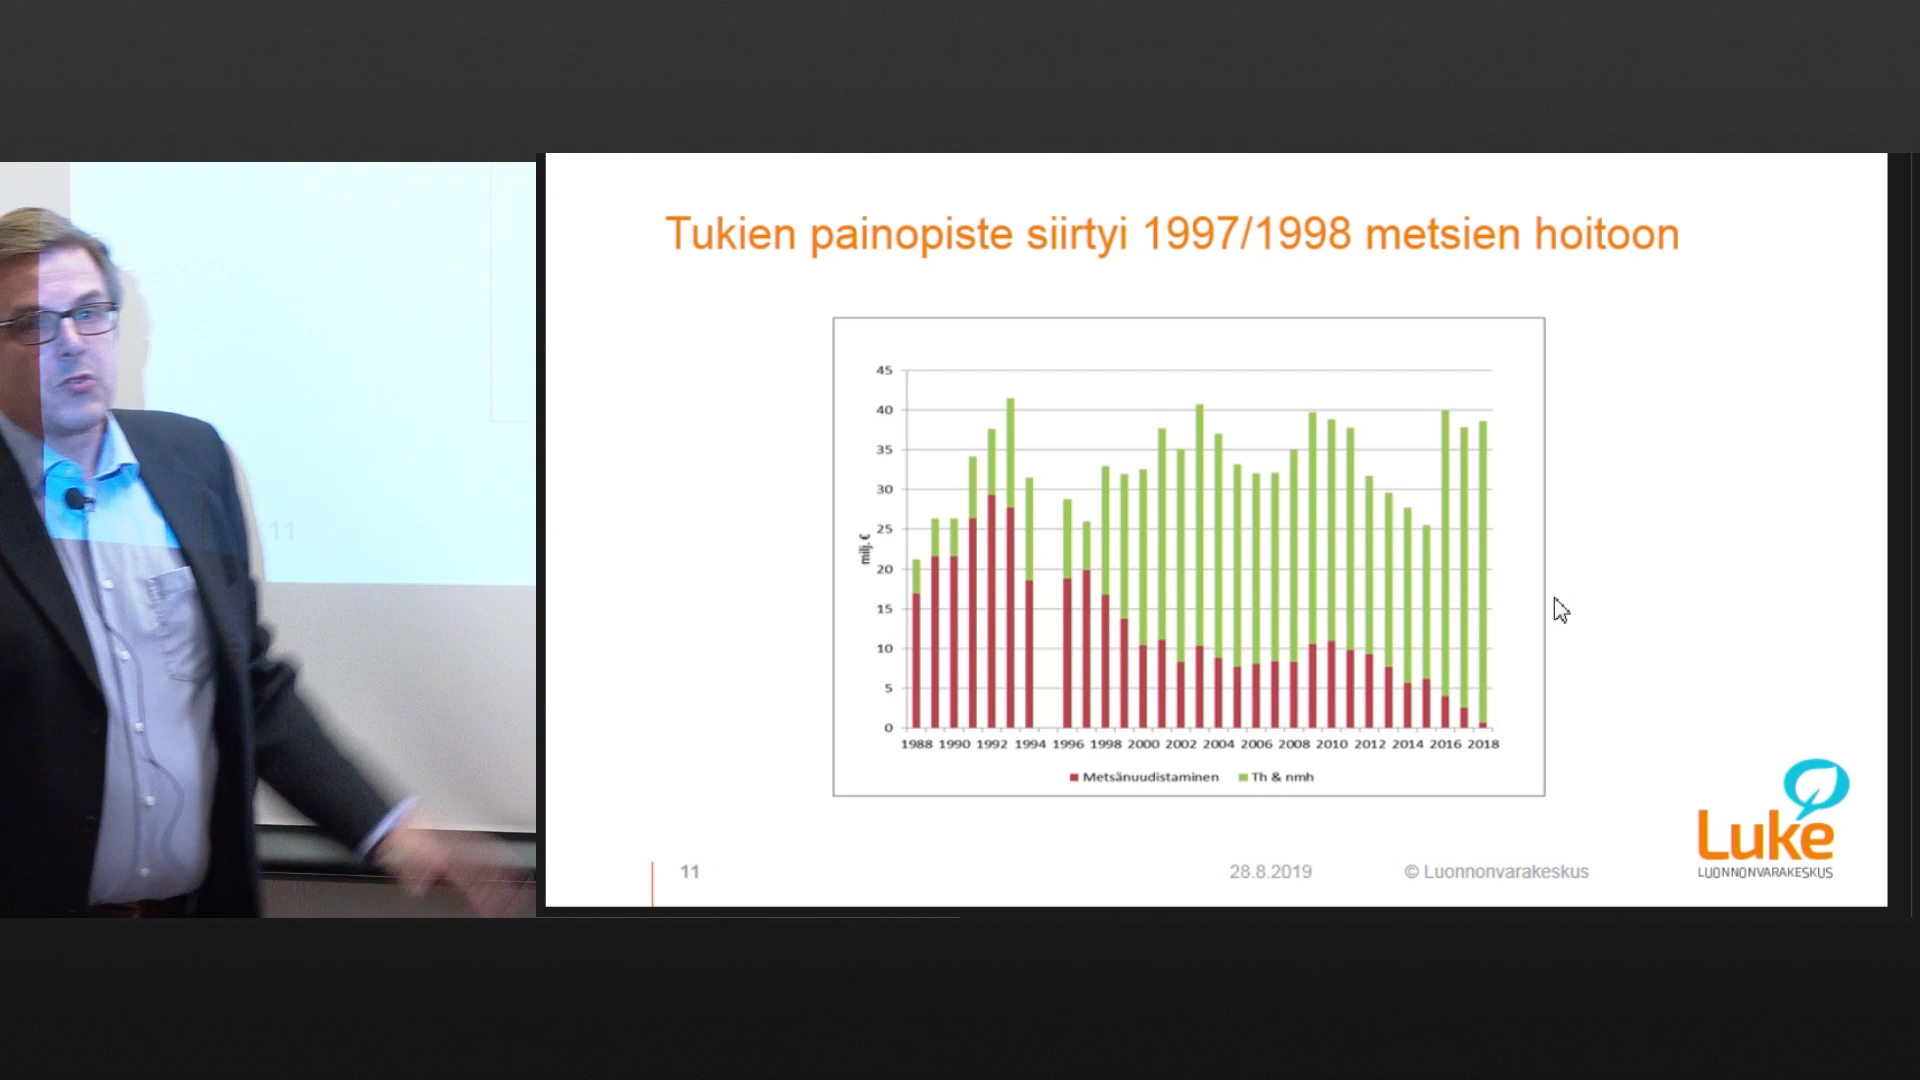 Tukien painopiste siirtyi 1997/1998 metsien hoitoon
45
40
35
30
25
20
15
10
5
0
milj. €
1988 1990 1992 1994 1996 1998 2000 2002 2004 2006 2008 2010 2012 2014 2016 2018
Metsänuudistaminen Th & nmh
11
11 28.8.2019 © Luonnonvarakeskus
Luke
LUONNONVARAKESKUS